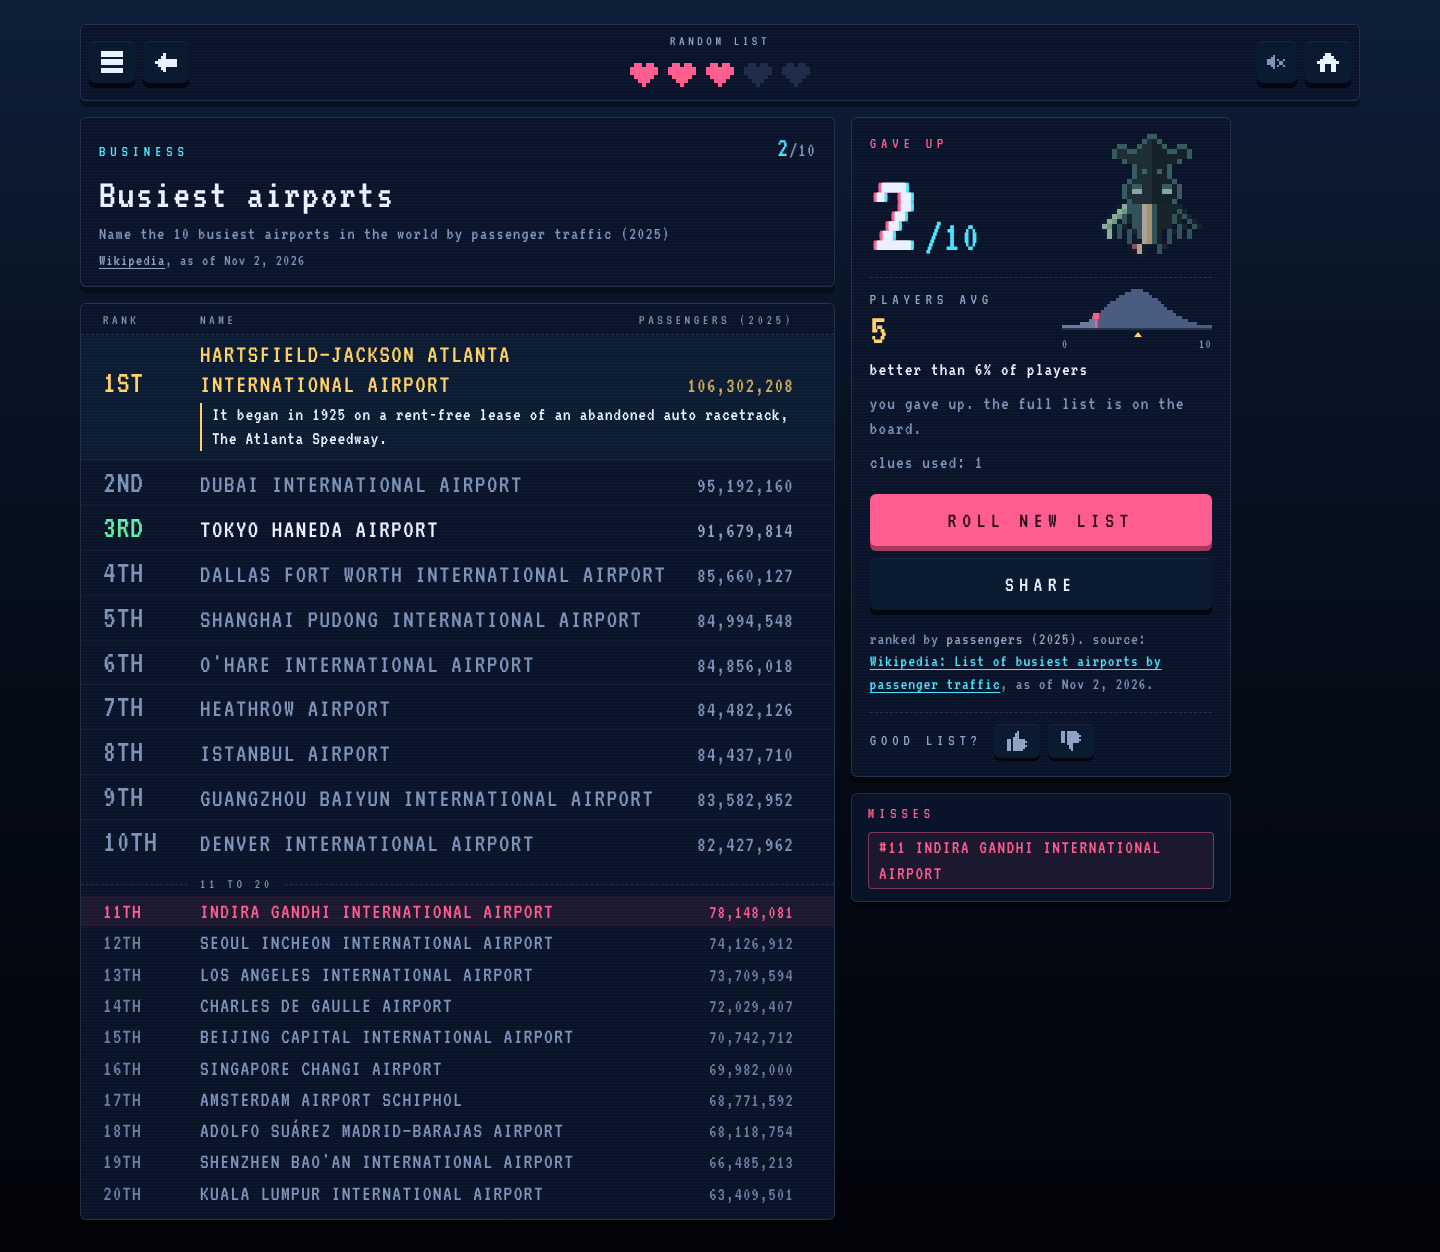 RANDOM LIST
BUSINESS
2/10
Busiest airports
Name the 10 busiest airports in the world by passenger traffic (2025)
Wikipedia, as of Nov 2, 2026
RANK NAME PASSENGERS (2025)
1ST HARTSFIELD-JACKSON ATLANTA
INTERNATIONAL AIRPORT 106,302,208
It began in 1925 on a rent-free lease of an abandoned auto racetrack,
The Atlanta Speedway.
2ND DUBAI INTERNATIONAL AIRPORT 95,192,160
3RD TOKYO HANEDA AIRPORT 91,679,814
4TH DALLAS FORT WORTH INTERNATIONAL AIRPORT 85,660,127
5TH SHANGHAI PUDONG INTERNATIONAL AIRPORT 84,994,548
6TH O'HARE INTERNATIONAL AIRPORT 84,856,018
7TH HEATHROW AIRPORT 84,482,126
8TH ISTANBUL AIRPORT 84,437,710
9TH GUANGZHOU BAIYUN INTERNATIONAL AIRPORT 83,582,952
10TH DENVER INTERNATIONAL AIRPORT 82,427,962
11 TO 20
11TH INDIRA GANDHI INTERNATIONAL AIRPORT 78,148,081
12TH SEOUL INCHEON INTERNATIONAL AIRPORT 74,126,912
13TH LOS ANGELES INTERNATIONAL AIRPORT 73,709,594
14TH CHARLES DE GAULLE AIRPORT 72,029,407
15TH BEIJING CAPITAL INTERNATIONAL AIRPORT 70,742,712
16TH SINGAPORE CHANGI AIRPORT 69,982,000
17TH AMSTERDAM AIRPORT SCHIPHOL 68,771,592
18TH ADOLFO SUÁREZ MADRID-BARAJAS AIRPORT 68,118,754
19TH SHENZHEN BAO'AN INTERNATIONAL AIRPORT 66,485,213
20TH KUALA LUMPUR INTERNATIONAL AIRPORT 63,409,501
GAVE UP
2/10
PLAYERS AVG
5
0 10
better than 6% of players
you gave up. the full list is on the
board.
clues used: 1
ROLL NEW LIST
SHARE
ranked by passengers (2025). source:
Wikipedia: List of busiest airports by
passenger traffic, as of Nov 2, 2026.
GOOD LIST?
MISSES
#11 INDIRA GANDHI INTERNATIONAL
AIRPORT